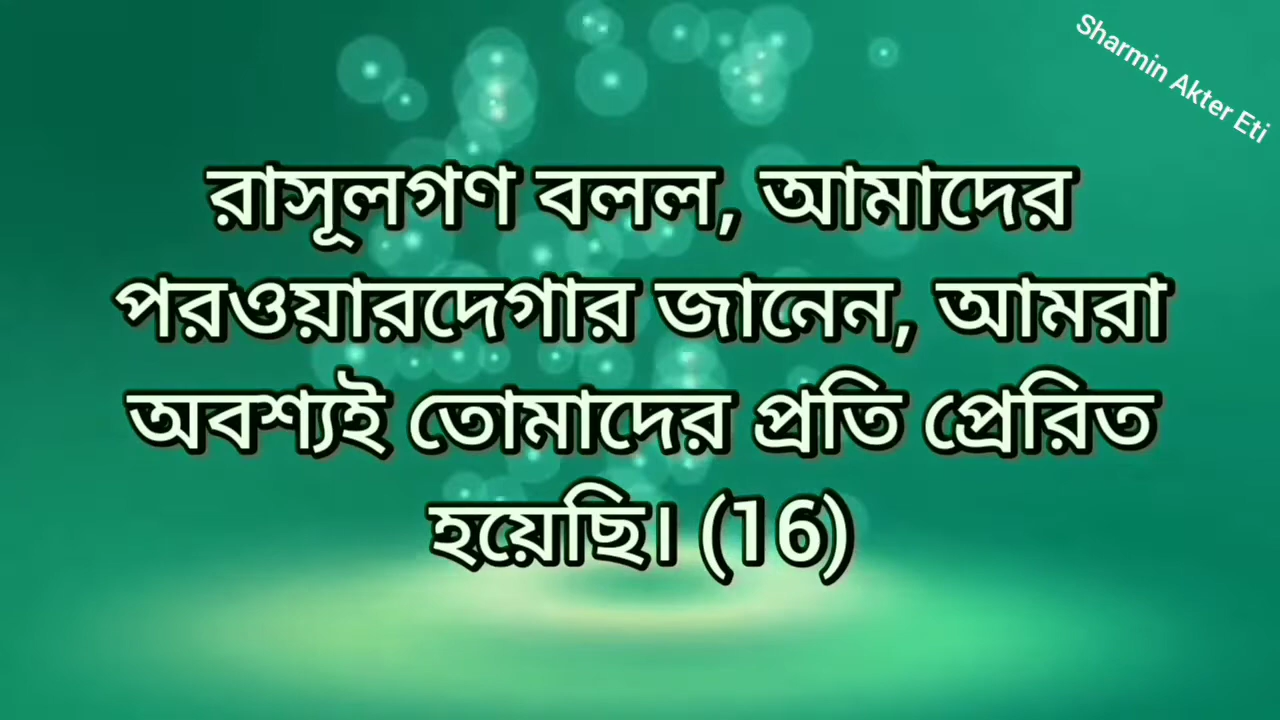 Sharmin Akter Eti
রাসূলগণ বলল, আমাদের
পরওয়ারদেগার জানেন, আমরা
অবশ্যই তোমাদের প্রতি প্রেরিত
হয়েছি। (16)